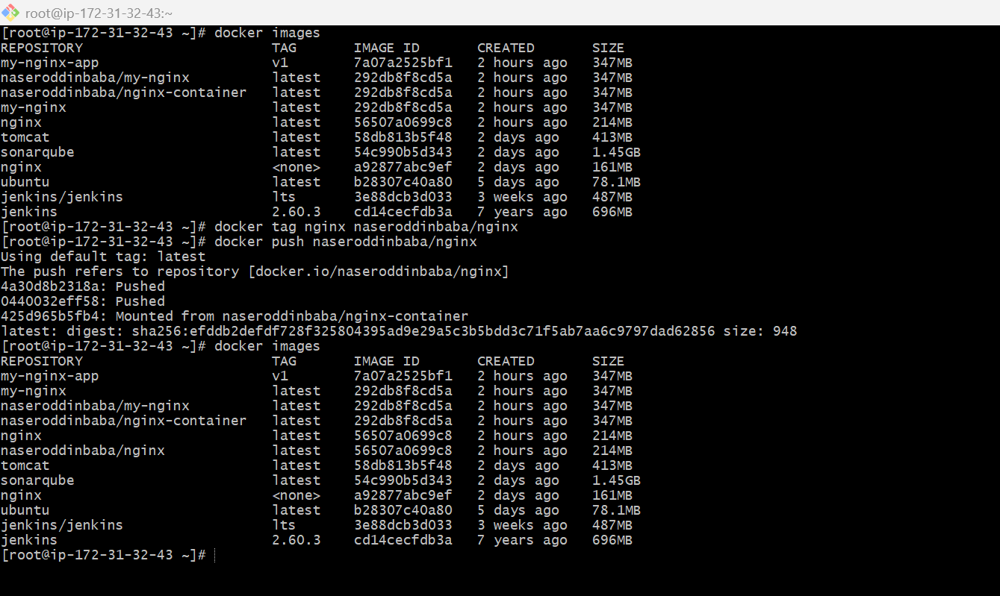 root@ip-172-31-32-43:~
[root@ip-172-31-32-43 ~]# docker images
REPOSITORY TAG IMAGE ID CREATED SIZE
my-nginx-app v1 7a07a2525bf1 2 hours ago 347MB
naseroddinbaba/my-nginx latest 292db8f8cd5a 2 hours ago 347MB
naseroddinbaba/nginx-container latest 292db8f8cd5a 2 hours ago 347MB
my-nginx latest 292db8f8cd5a 2 hours ago 347MB
nginx latest 56507a0699c8 2 hours ago 214MB
tomcat latest 58db813b5f48 2 days ago 413MB
sonarqube latest 54c990b5d343 2 days ago 1.45GB
nginx <none> a92877abc9ef 2 days ago 161MB
ubuntu latest b28307c40a80 5 days ago 78.1MB
jenkins/jenkins lts 3e88dcb3d033 3 weeks ago 487MB
jenkins 2.60.3 cd14cecfdb3a 7 years ago 696MB
[root@ip-172-31-32-43 ~]# docker tag nginx naseroddinbaba/nginx
[root@ip-172-31-32-43 ~]# docker push naseroddinbaba/nginx
Using default tag: latest
The push refers to repository [docker.io/naseroddinbaba/nginx]
4a30d8b2318a: Pushed
0440032eff58: Pushed
425d965b5fb4: Mounted from naseroddinbaba/nginx-container
latest: digest: sha256:efddb2defdf728f325804395ad9e29a5c3b5bdd3c71f5ab7aa6c9797dad62856 size: 948
[root@ip-172-31-32-43 ~]# docker images
REPOSITORY TAG IMAGE ID CREATED SIZE
my-nginx-app v1 7a07a2525bf1 2 hours ago 347MB
my-nginx latest 292db8f8cd5a 2 hours ago 347MB
naseroddinbaba/my-nginx latest 292db8f8cd5a 2 hours ago 347MB
naseroddinbaba/nginx-container latest 292db8f8cd5a 2 hours ago 347MB
nginx latest 56507a0699c8 2 hours ago 214MB
naseroddinbaba/nginx latest 56507a0699c8 2 hours ago 214MB
tomcat latest 58db813b5f48 2 days ago 413MB
sonarqube latest 54c990b5d343 2 days ago 1.45GB
nginx <none> a92877abc9ef 2 days ago 161MB
ubuntu latest b28307c40a80 5 days ago 78.1MB
jenkins/jenkins lts 3e88dcb3d033 3 weeks ago 487MB
jenkins 2.60.3 cd14cecfdb3a 7 years ago 696MB
[root@ip-172-31-32-43 ~]#